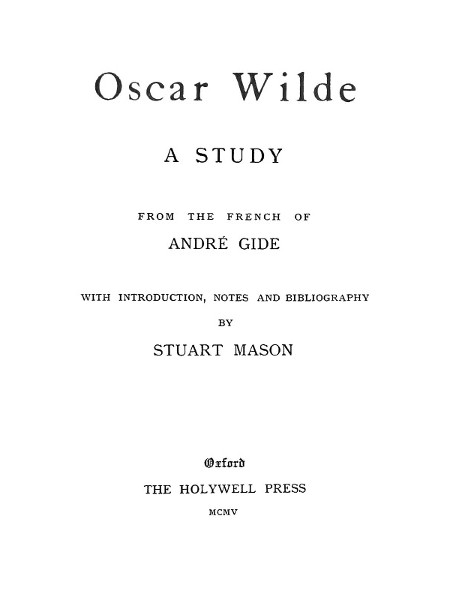 Oscar Wilde
A STUDY
FROM THE FRENCH OF
ANDRÉ GIDE
WITH INTRODUCTION, NOTES AND BIBLIOGRAPHY
BY
STUART MASON
Oxford
THE HOLYWELL PRESS
MCMV